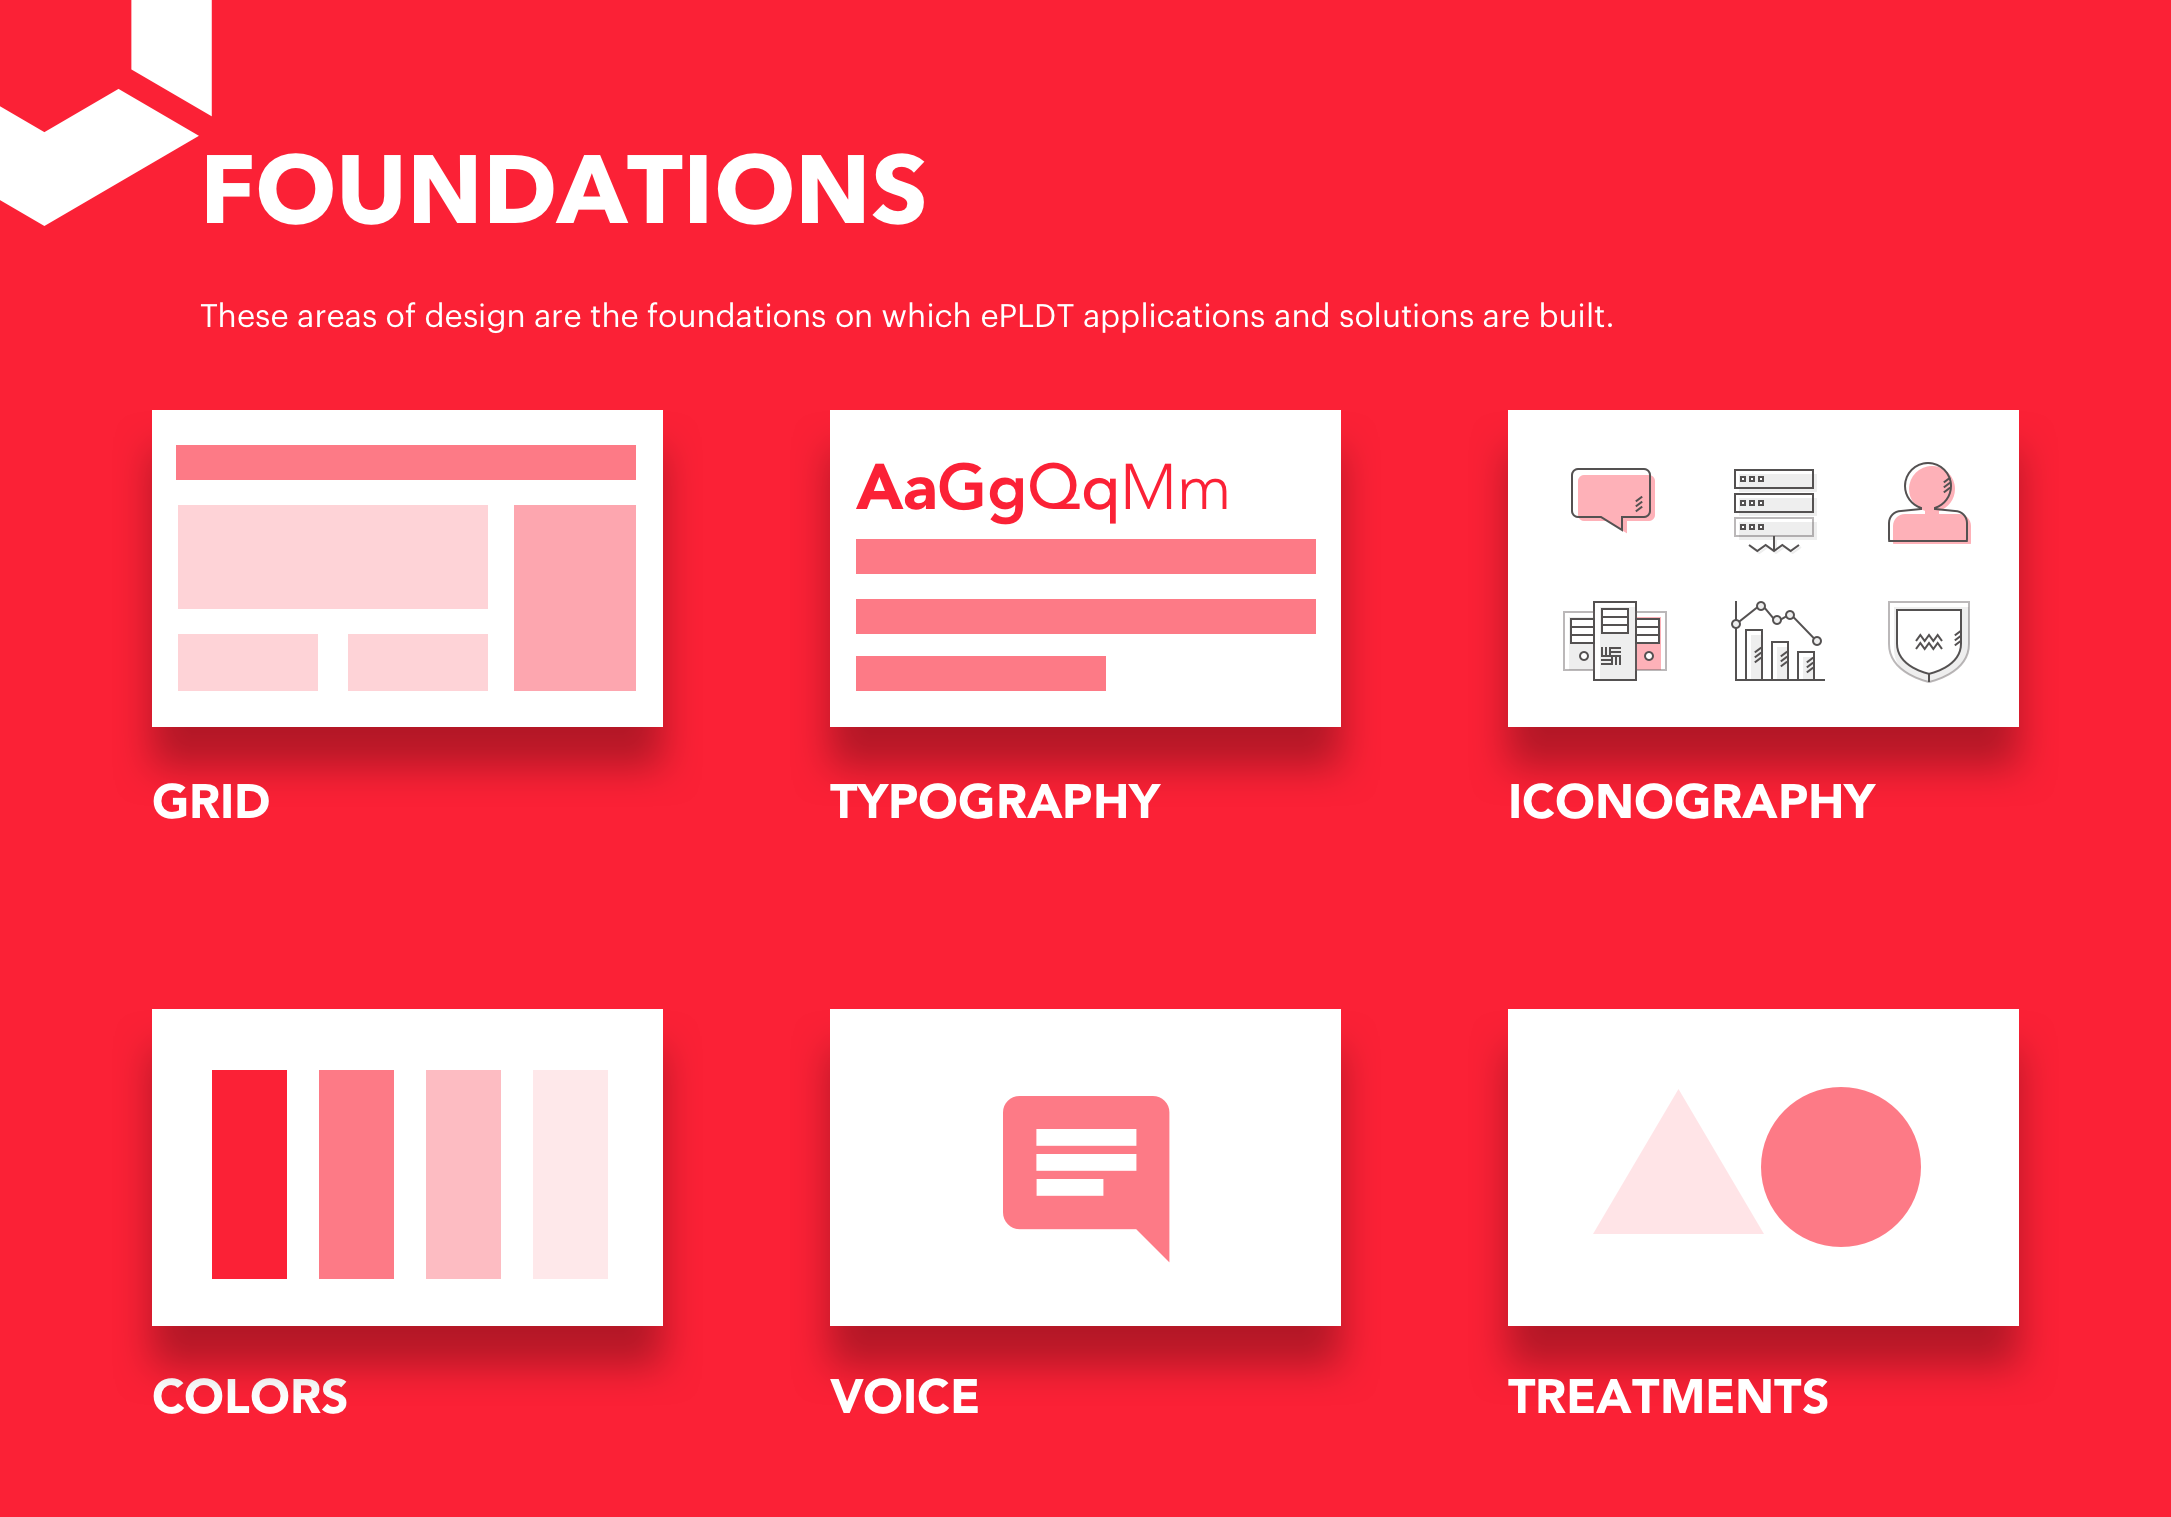 FOUNDATIONS
These areas of design are the foundations on which ePLDT applications and solutions are built.
AaGgQqMm
GRID
TYPOGRAPHY
ICONOGRAPHY
COLORS
VOICE
TREATMENTS